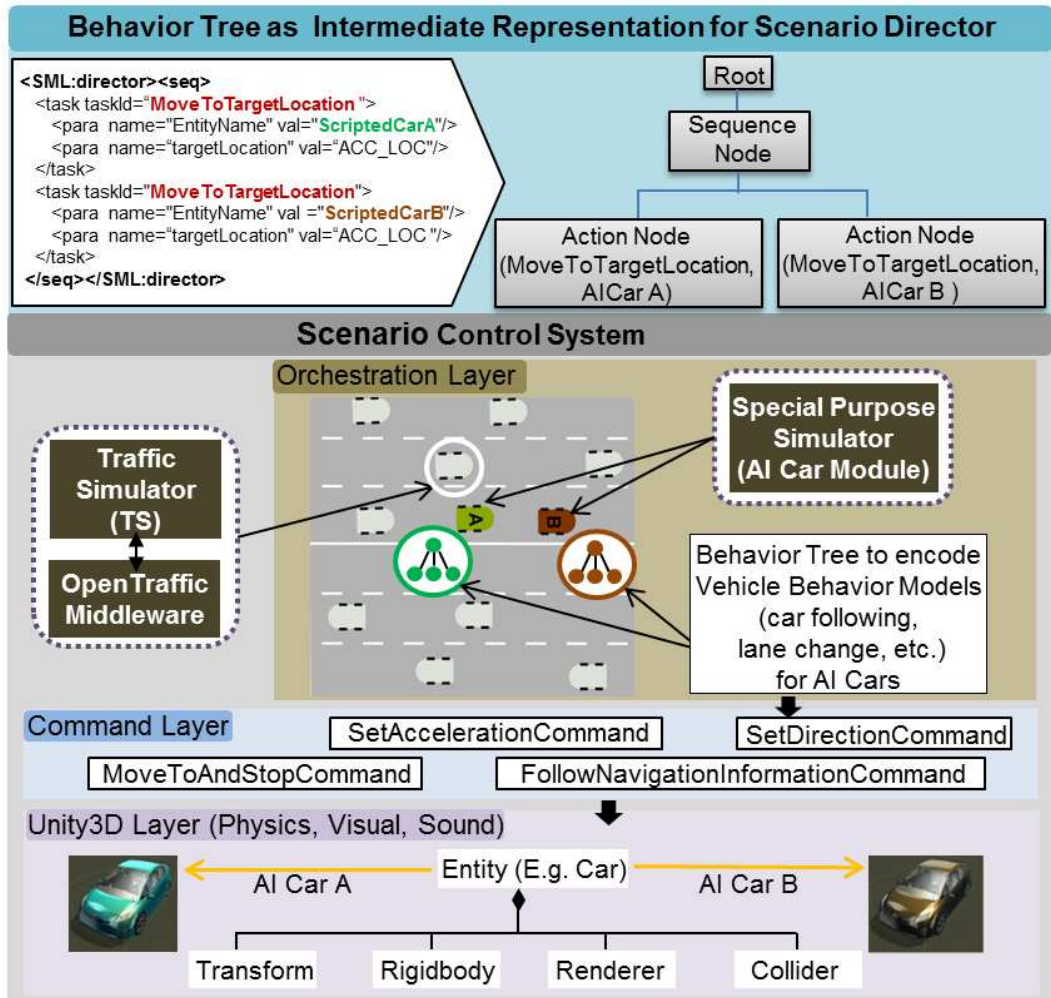 Behavior Tree as Intermediate Representation for Scenario Director
<SML:director><seq>
<task taskId="MoveToTargetLocation ">
<para name="EntityName" val="ScriptedCarA"/>
<para name="targetLocation" val="ACC_LOC"/>
</task>
<task taskId="MoveToTargetLocation">
<para name="EntityName" val ="ScriptedCarB"/>
<para name="targetLocation" val="ACC_LOC "/>
</task>
</seq></SML:director>
Root
Sequence
Node
Action Node
(MoveToTargetLocation,
AICar A)
Action Node
(MoveToTargetLocation,
AICar B )
Scenario Control System
Orchestration Layer
Traffic
Simulator
(TS)
OpenTraffic
Middleware
A
B
Special Purpose
Simulator
(AI Car Module)
Behavior Tree to encode
Vehicle Behavior Models
(car following,
lane change, etc.)
for AI Cars
Command Layer
SetAccelerationCommand
SetDirectionCommand
MoveToAndStopCommand
FollowNavigationInformationCommand
Unity3D Layer (Physics, Visual, Sound)
AI Car A
Entity (E.g. Car)
AI Car B
Transform
Rigidbody
Renderer
Collider